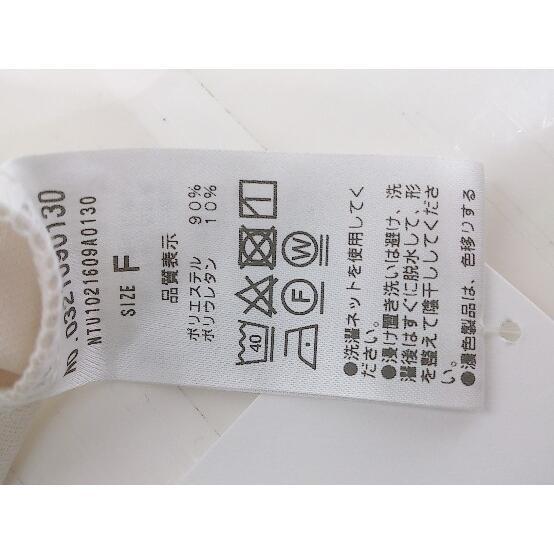 NO.0321090130
NTU1021609A0130
SIZE F
品質表示
ポリエステル 90%
ポリウレタン 10%
40
F
W
●洗濯ネットを使用してく
ださい。
●浸け置き洗いは避け、洗
濯後はすぐに脱水して、形
を整えて陰干ししてくださ
い。
●濃色製品は、色移りする